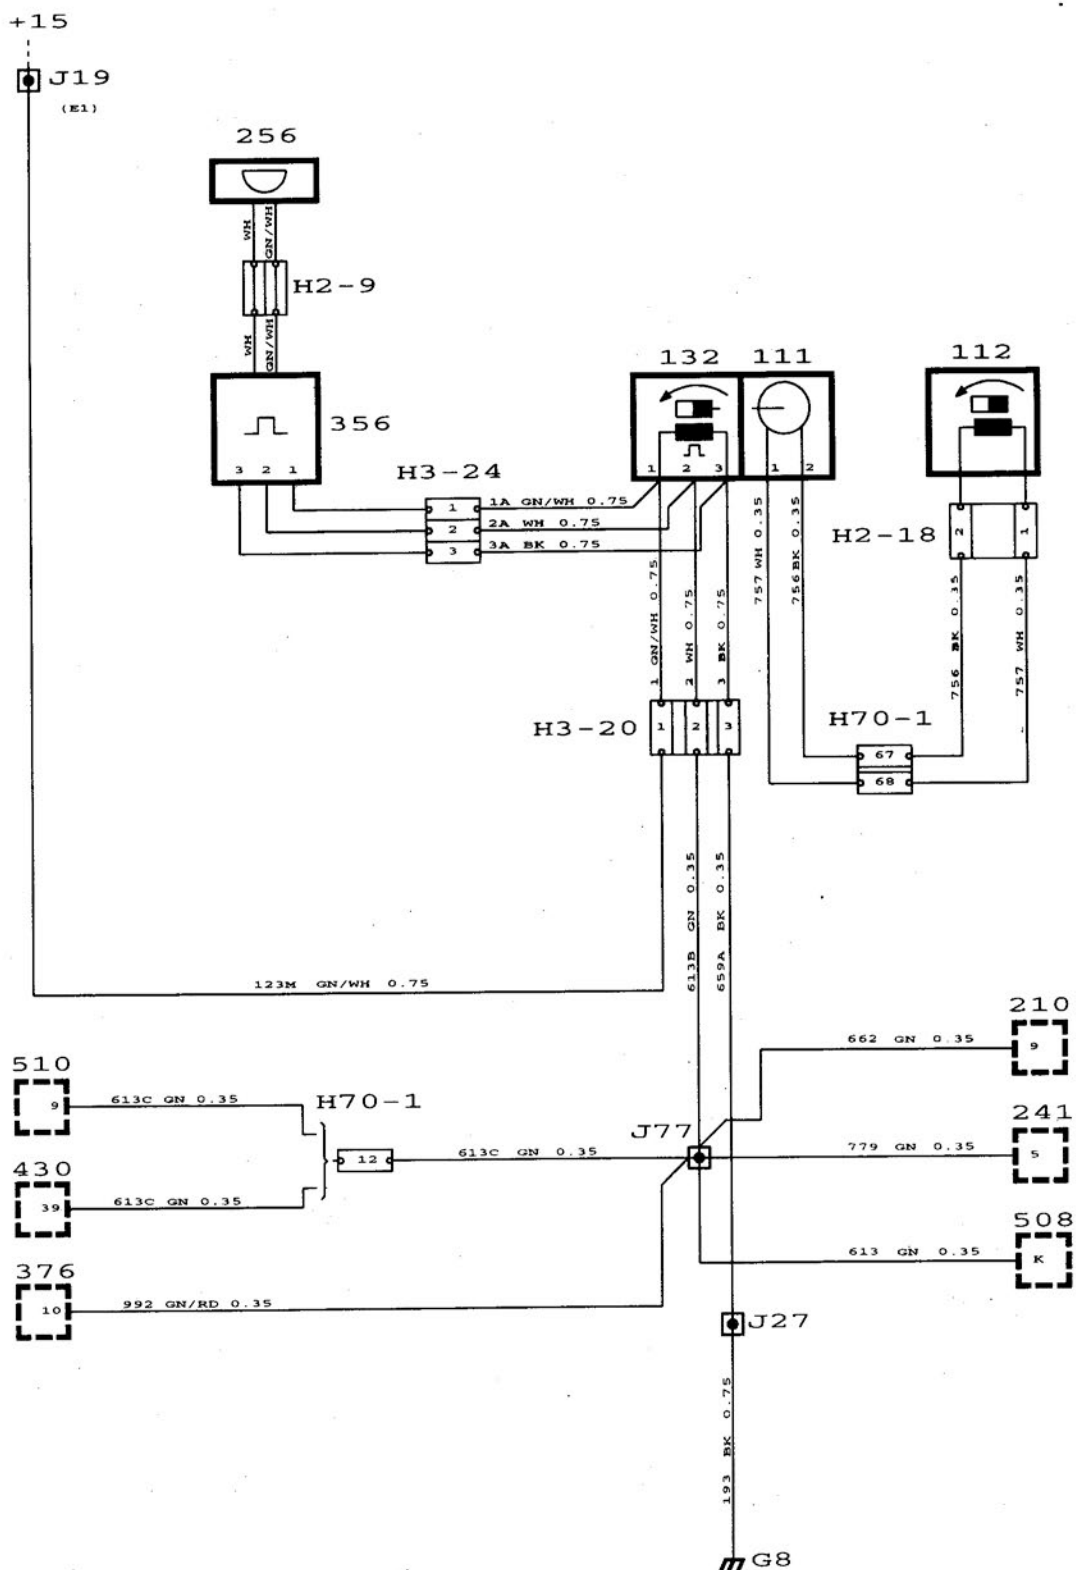 +15
J19
(E1)
256
WH
GN/WH
H2-9
WH
GN/WH
356
3 2 1
H3-24
1
2
3
1A GN/WH 0.75
2A WH 0.75
3A BK 0.75
132
1 2 3
111
1 2
112
H2-18
2 1
757 WH 0.35
756 BK 0.35
756 BK 0.35
757 WH 0.35
1 GN/WH 0.75
2 WH 0.75
3 BK 0.75
H3-20
1 2 3
H70-1
67
68
613B GN 0.35
659A BK 0.35
123M GN/WH 0.75
510
9
613C GN 0.35
H70-1
12
613C GN 0.35
J77
430
39
613C GN 0.35
376
10
992 GN/RD 0.35
662 GN 0.35
210
9
779 GN 0.35
241
5
613 GN 0.35
508
K
J27
193 BK 0.75
G8